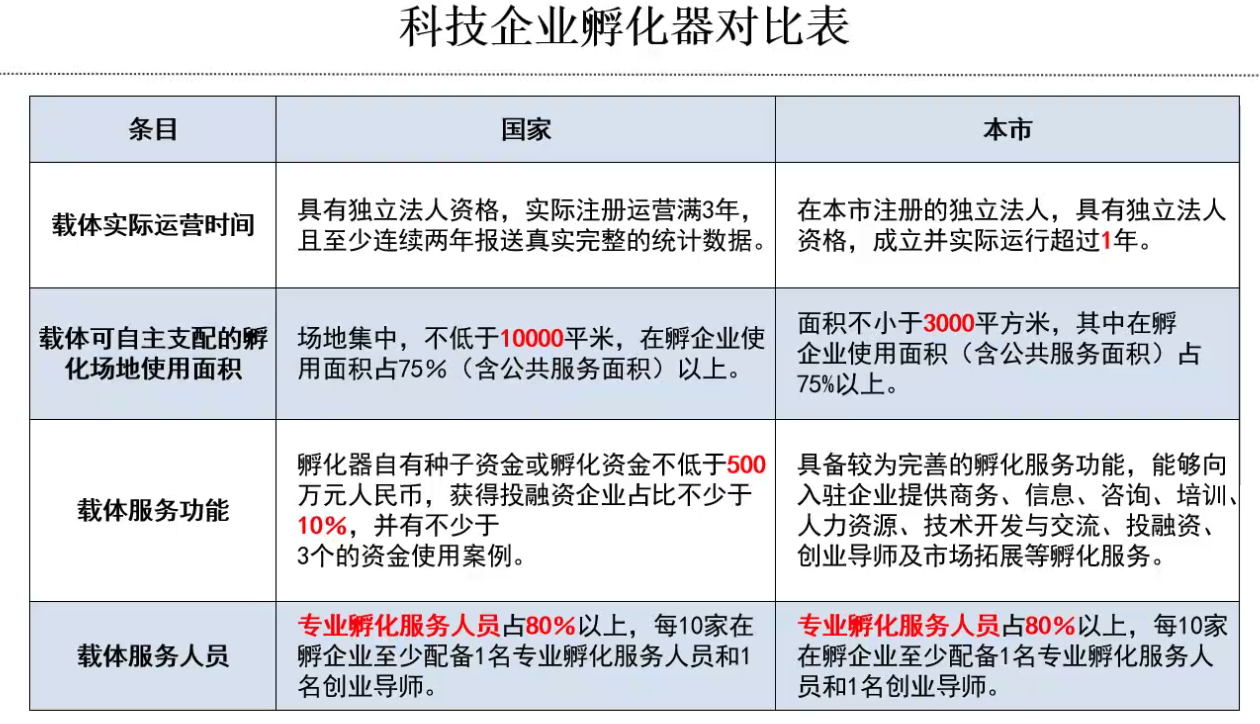 科技企业孵化器对比表
条目
国家
本市
载体实际运营时间
具有独立法人资格，实际注册运营满3年，
且至少连续两年报送真实完整的统计数据。
在本市注册的独立法人，具有独立法人
资格，成立并实际运行超过1年。
载体可自主支配的孵
化场地使用面积
场地集中，不低于10000平米，在孵企业使
用面积占75%（含公共服务面积）以上。
面积不小于3000平方米，其中在孵
企业使用面积（含公共服务面积）占
75%以上。
载体服务功能
孵化器自有种子资金或孵化资金不低于500
万元人民币，获得投融资企业占比不少于
10%，并有不少于
3个的资金使用案例。
具备较为完善的孵化服务功能，能够向
入驻企业提供商务、信息、咨询、培训、
人力资源、技术开发与交流、投融资、
创业导师及市场拓展等孵化服务。
载体服务人员
专业孵化服务人员占80%以上，每10家在
孵企业至少配备1名专业孵化服务人员和1
名创业导师。
专业孵化服务人员占80%以上，每10家
在孵企业至少配备1名专业孵化服务人
员和1名创业导师。